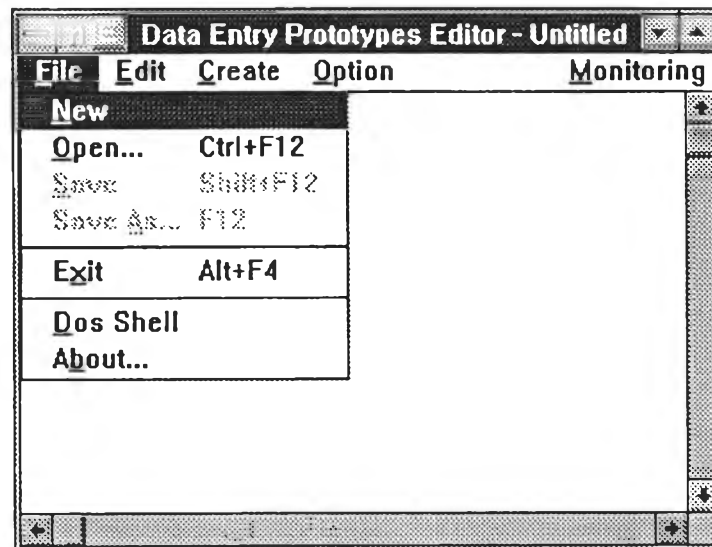 Data Entry Prototypes Editor - Untitled
File Edit Create Option Monitoring
New
Open... Ctrl+F12
Save Shift+F12
Save As... F12
Exit Alt+F4
Dos Shell
About...